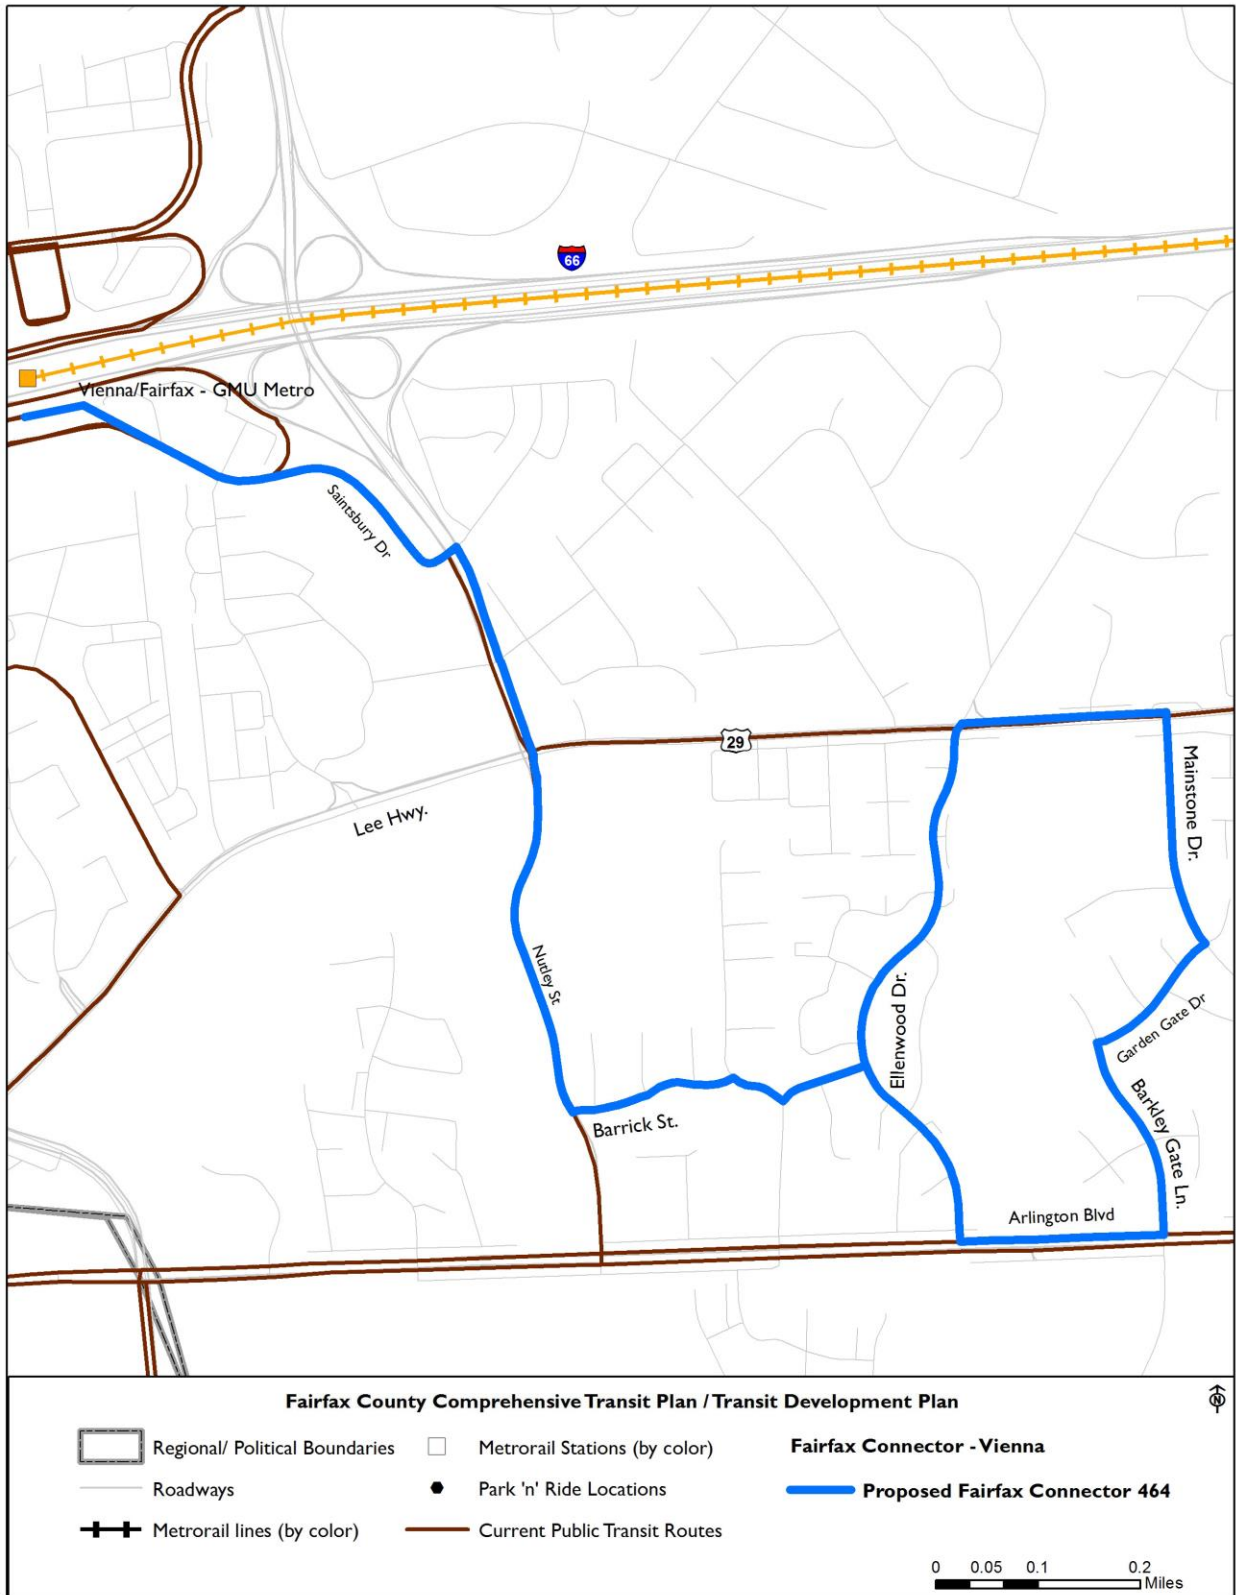 66
Vienna/Fairfax - GMU Metro
Saintsbury Dr
29
Lee Hwy.
Mainstone Dr.
Nutley St
Ellenwood Dr.
Garden Gate Dr
Barrick St.
Barkley Gate Ln.
Arlington Blvd
Fairfax County Comprehensive Transit Plan / Transit Development Plan
N
Regional/ Political Boundaries
Metrorail Stations (by color)
Fairfax Connector - Vienna
Roadways
Park 'n' Ride Locations
Proposed Fairfax Connector 464
Metrorail lines (by color)
Current Public Transit Routes
0 0.05 0.1 0.2
Miles